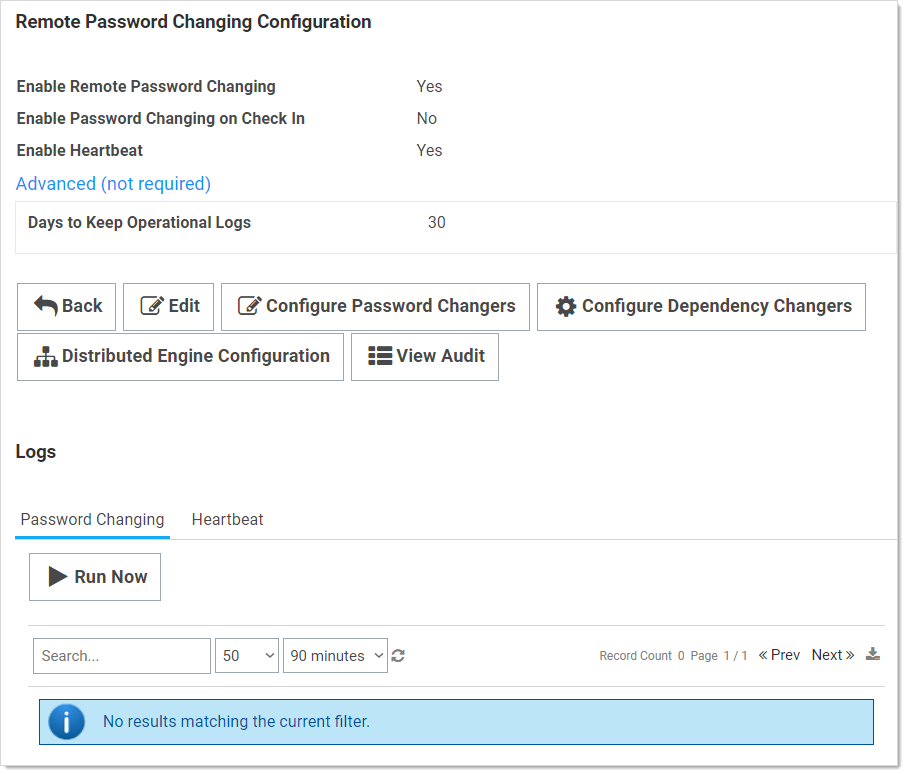 Remote Password Changing Configuration
Enable Remote Password Changing Yes
Enable Password Changing on Check In No
Enable Heartbeat Yes
Advanced (not required)
Days to Keep Operational Logs 30
Back Edit Configure Password Changers Configure Dependency Changers
Distributed Engine Configuration View Audit
Logs
Password Changing Heartbeat
Run Now
Search... 50 90 minutes Record Count 0 Page 1 / 1 « Prev Next »
No results matching the current filter.